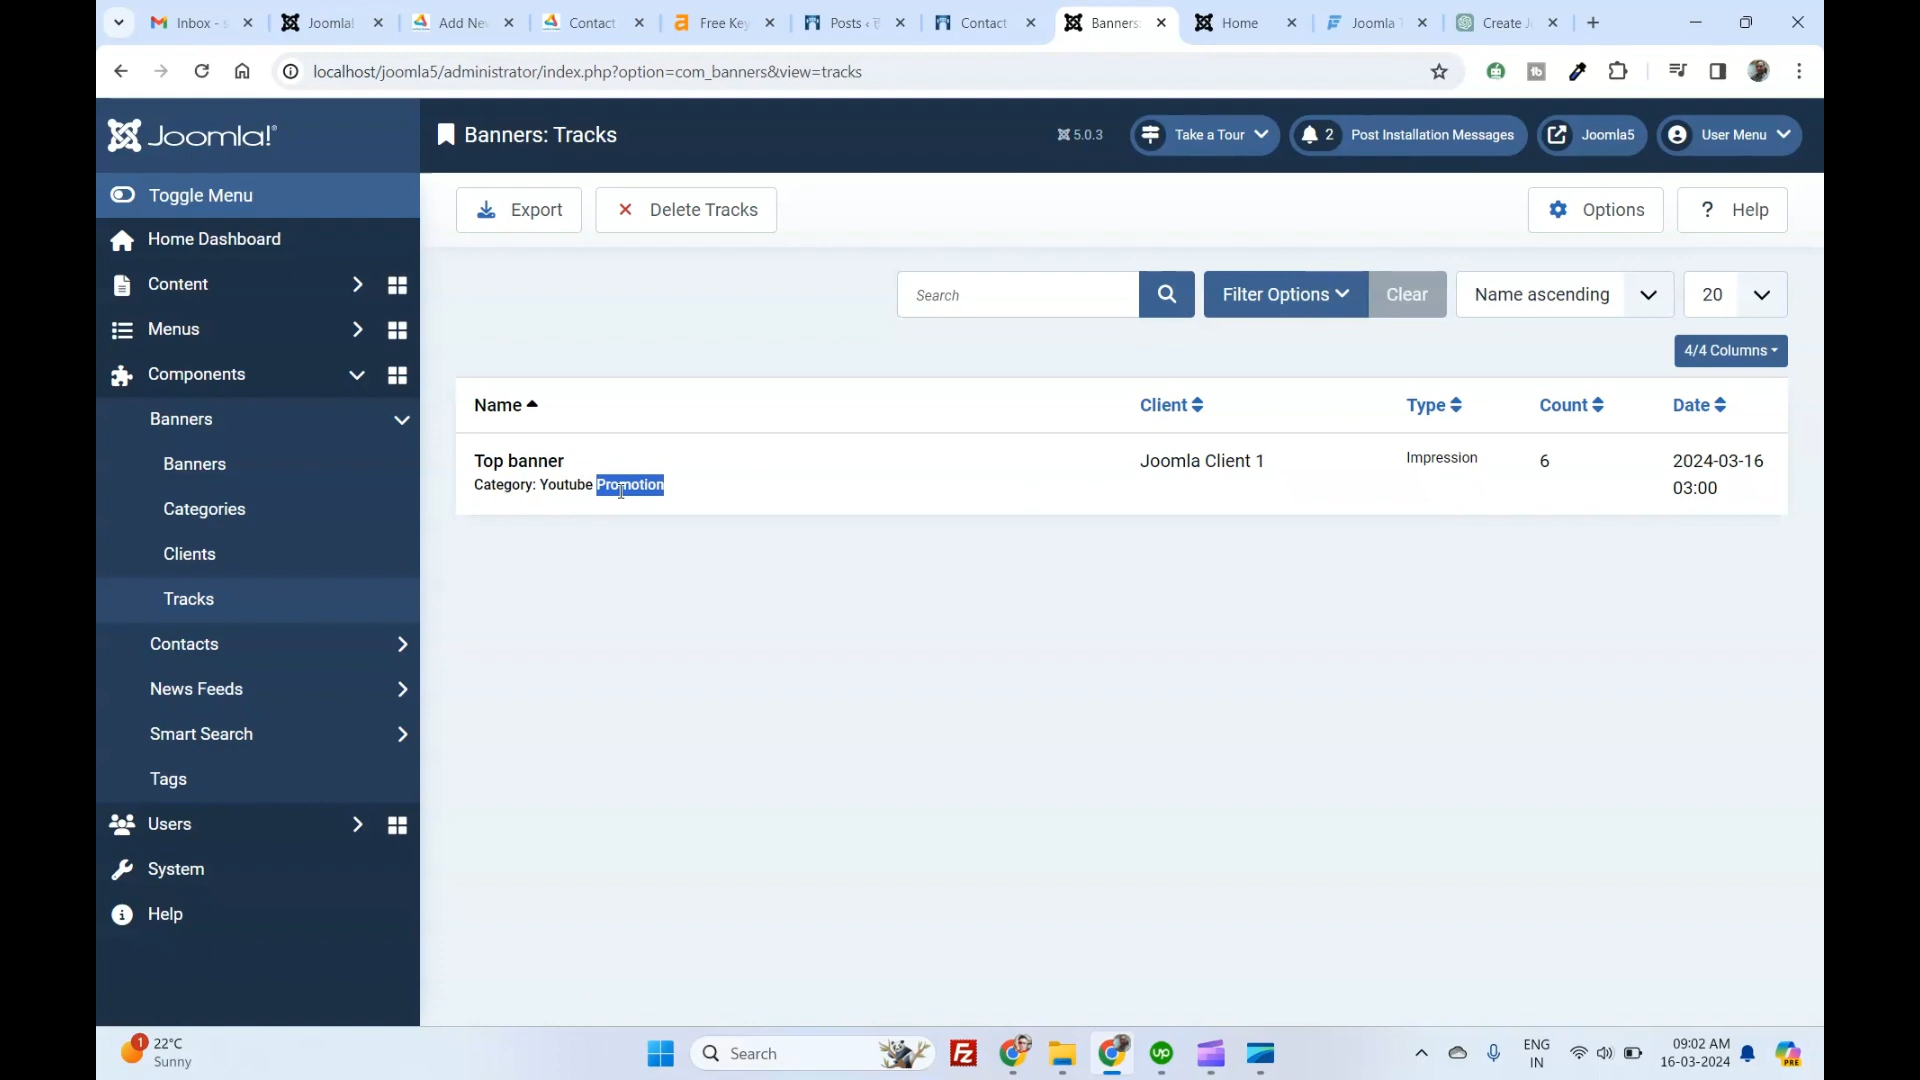 Inbox - s
Joomla!
Add Ne
Contact
Free Key
Posts ‹
Contact
Banners:
Home
Joomla T
Create J
localhost/joomla5/administrator/index.php?option=com_banners&view=tracks
Joomla!®
Banners: Tracks
5.0.3
Take a Tour
2 Post Installation Messages
Joomla5
User Menu
Toggle Menu
Export
Delete Tracks
Options
? Help
Home Dashboard
Content
Menus
Components
Banners
Banners
Categories
Clients
Tracks
Contacts
News Feeds
Smart Search
Tags
Users
System
Help
Search
Filter Options
Clear
Name ascending
20
4/4 Columns
Name
Client
Type
Count
Date
Top banner
Category: Youtube Promotion
Joomla Client 1
Impression
6
2024-03-16
03:00
1
22°C
Sunny
Search
FZ
up
ENG
IN
09:02 AM
16-03-2024
PRE